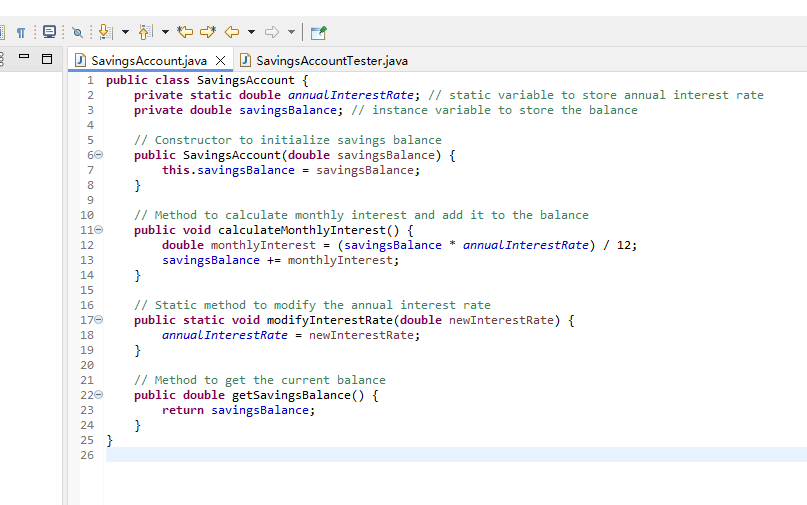 SavingsAccount.java
SavingsAccountTester.java
1 public class SavingsAccount {
2 private static double annualInterestRate; // static variable to store annual interest rate
3 private double savingsBalance; // instance variable to store the balance
4
5 // Constructor to initialize savings balance
6 public SavingsAccount(double savingsBalance) {
7 this.savingsBalance = savingsBalance;
8 }
9
10 // Method to calculate monthly interest and add it to the balance
11 public void calculateMonthlyInterest() {
12 double monthlyInterest = (savingsBalance * annualInterestRate) / 12;
13 savingsBalance += monthlyInterest;
14 }
15
16 // Static method to modify the annual interest rate
17 public static void modifyInterestRate(double newInterestRate) {
18 annualInterestRate = newInterestRate;
19 }
20
21 // Method to get the current balance
22 public double getSavingsBalance() {
23 return savingsBalance;
24 }
25 }
26